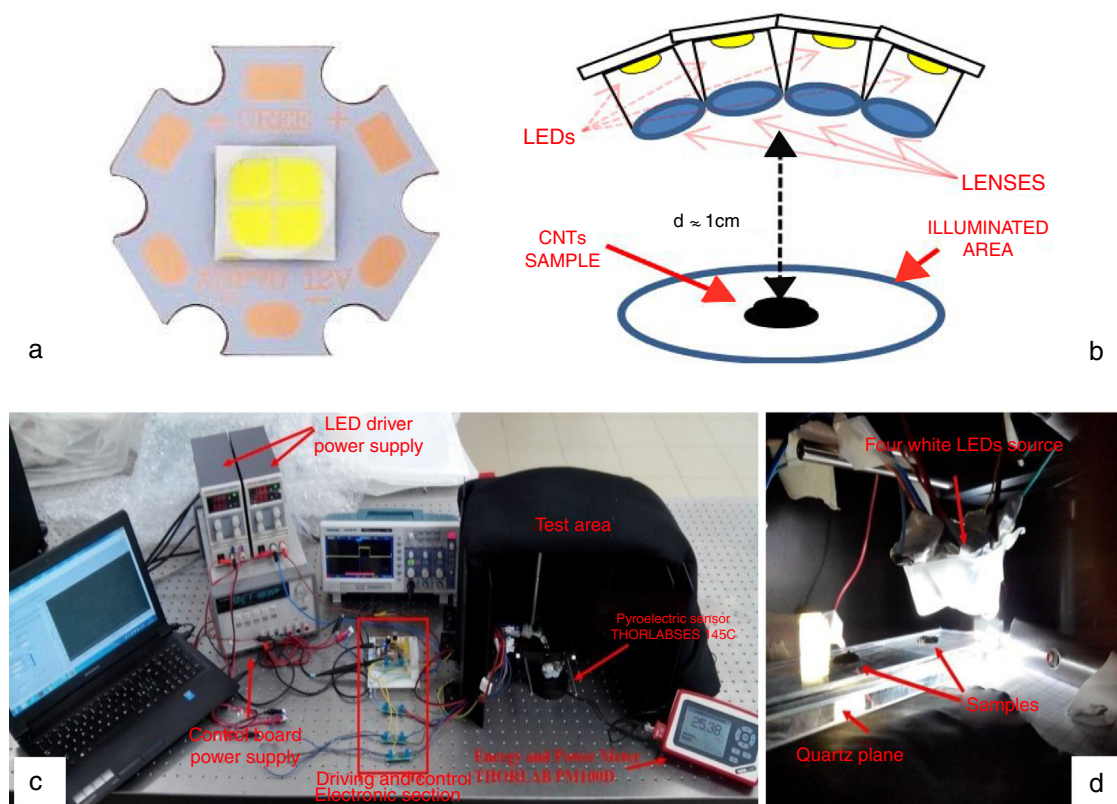 CREE
a
LEDs
LENSES
d ≈ 1cm
CNTs
SAMPLE
ILLUMINATED
AREA
b
LED driver
power supply
Test area
Pyroelectric sensor
THORLABSES 145C
25.38
Control board
power supply
Energy and Power Meter
THORLAB PM100D
Driving and control
Electronic section
c
Four white LEDs source
Samples
Quartz plane
d